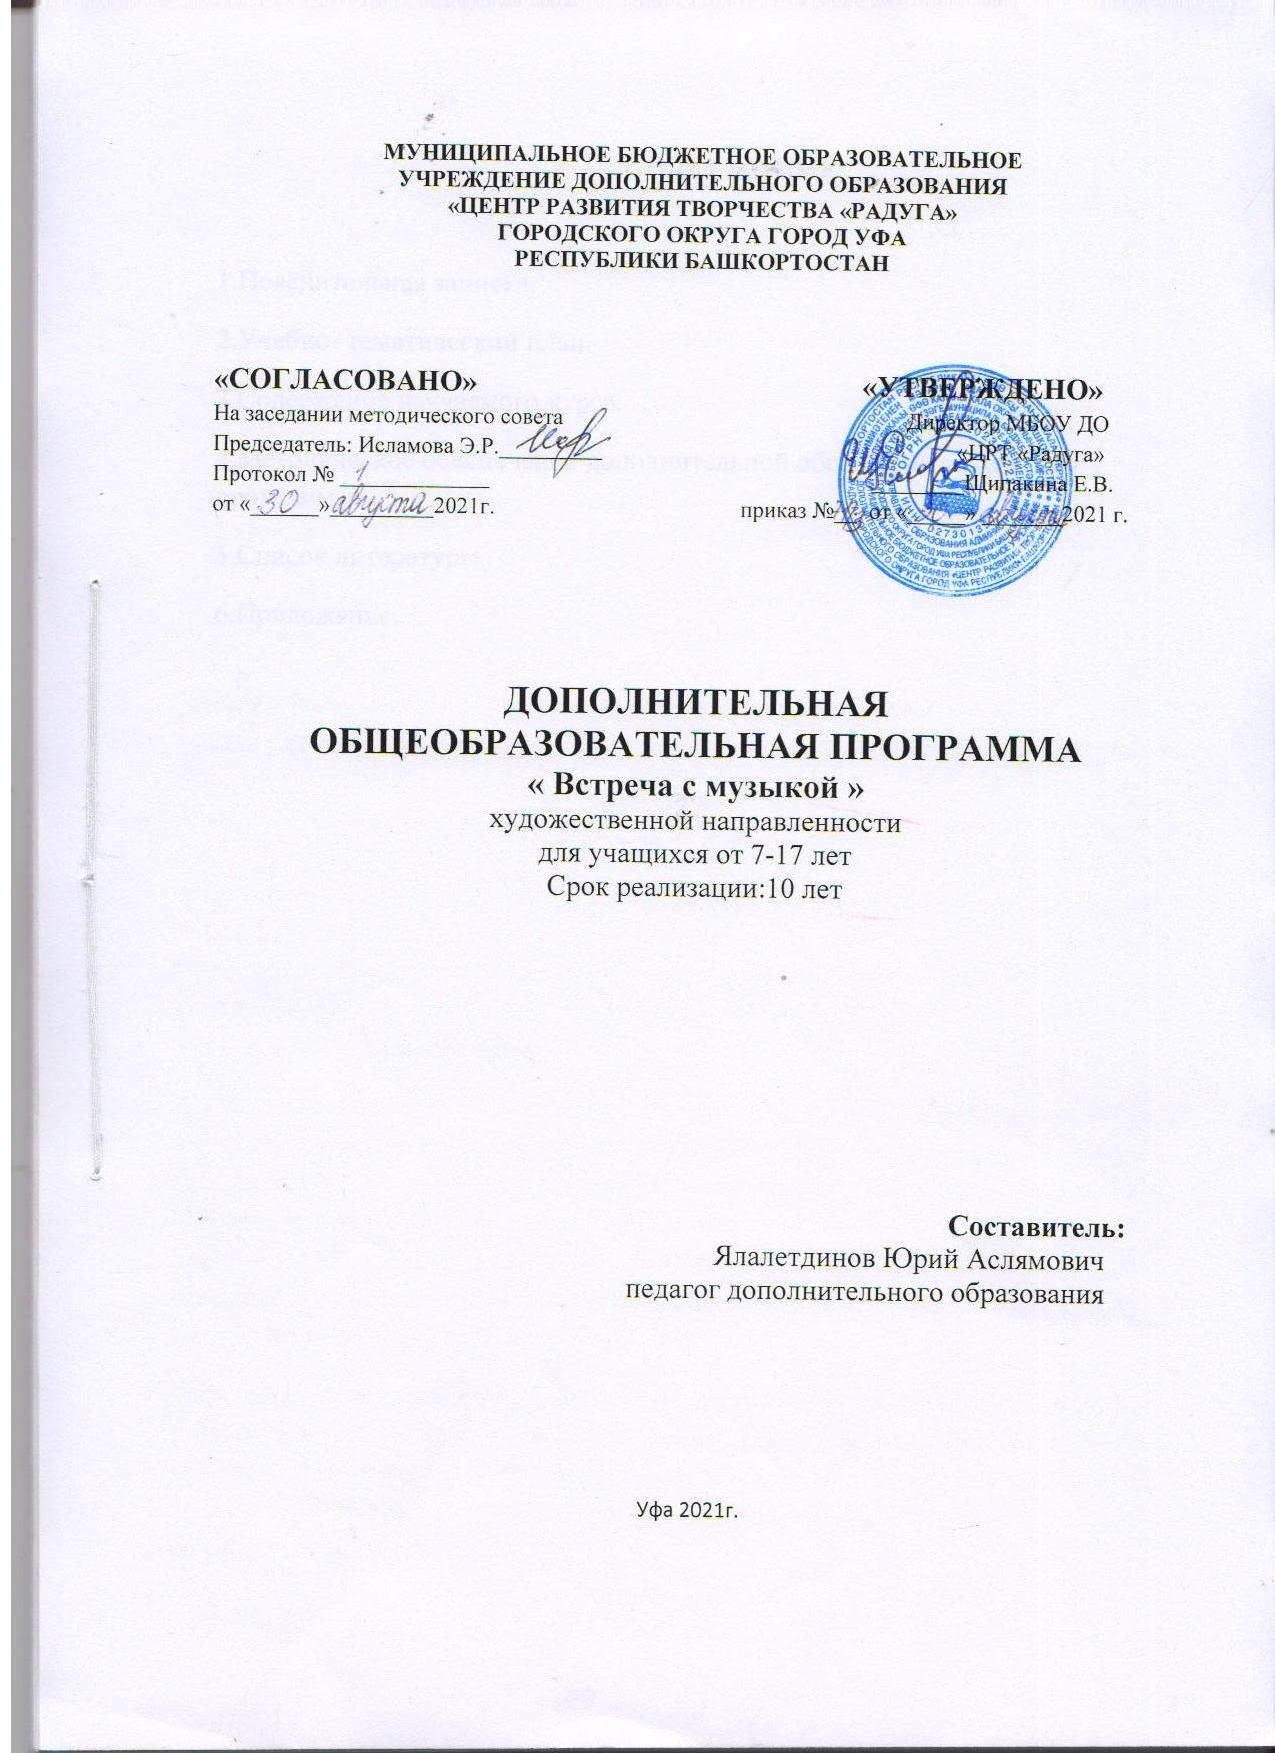 МУНИЦИПАЛЬНОЕ БЮДЖЕТНОЕ ОБРАЗОВАТЕЛЬНОЕ
УЧРЕЖДЕНИЕ ДОПОЛНИТЕЛЬНОГО ОБРАЗОВАНИЯ
«ЦЕНТР РАЗВИТИЯ ТВОРЧЕСТВА «РАДУГА»
ГОРОДСКОГО ОКРУГА ГОРОД УФА
РЕСПУБЛИКИ БАШКОРТОСТАН
«СОГЛАСОВАНО»
На заседании методического совета
Председатель: Исламова Э.Р.
Протокол № 1
от «30» августа 2021г.
«УТВЕРЖДЕНО»
Директор МБОУ ДО
«ЦРТ «Радуга»
Щипакина Е.В.
приказ № от « » 2021 г.
ДОПОЛНИТЕЛЬНАЯ
ОБЩЕОБРАЗОВАТЕЛЬНАЯ ПРОГРАММА
« Встреча с музыкой »
художественной направленности
для учащихся от 7-17 лет
Срок реализации:10 лет
Составитель:
Ялалетдинов Юрий Аслямович
педагог дополнительного образования
Уфа 2021г.